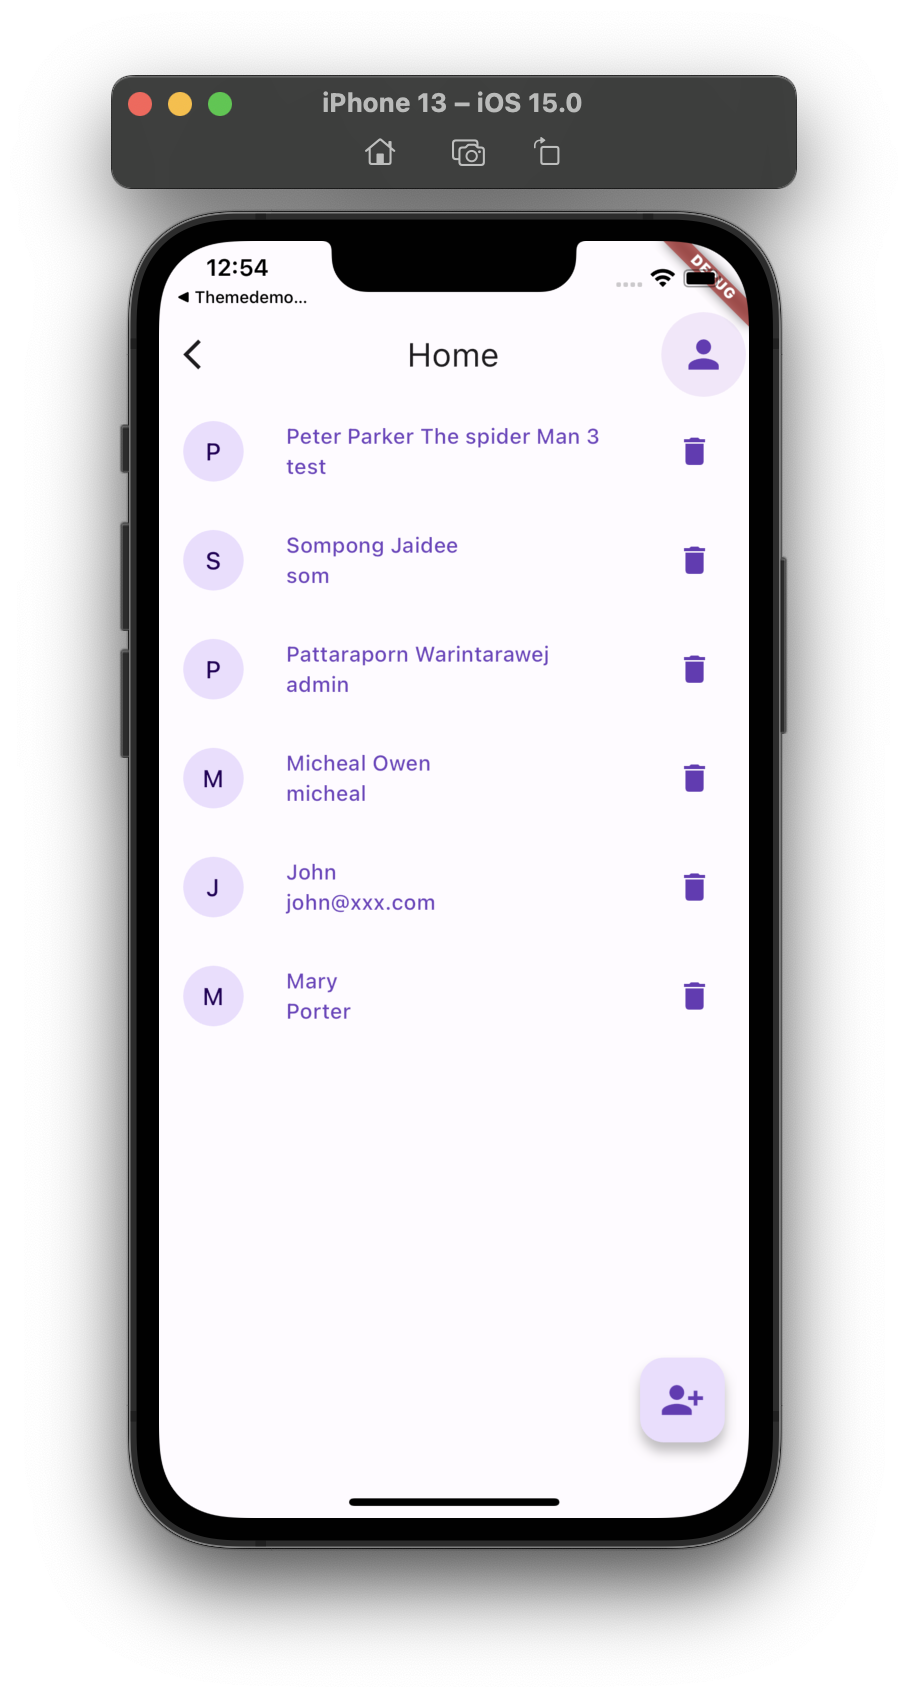 iPhone 13 – iOS 15.0
12:54
DEBUG
◀ Themedemo...
Home
P
Peter Parker The spider Man 3
test
S
Sompong Jaidee
som
P
Pattaraporn Warintarawej
admin
M
Micheal Owen
micheal
J
John
john@xxx.com
M
Mary
Porter